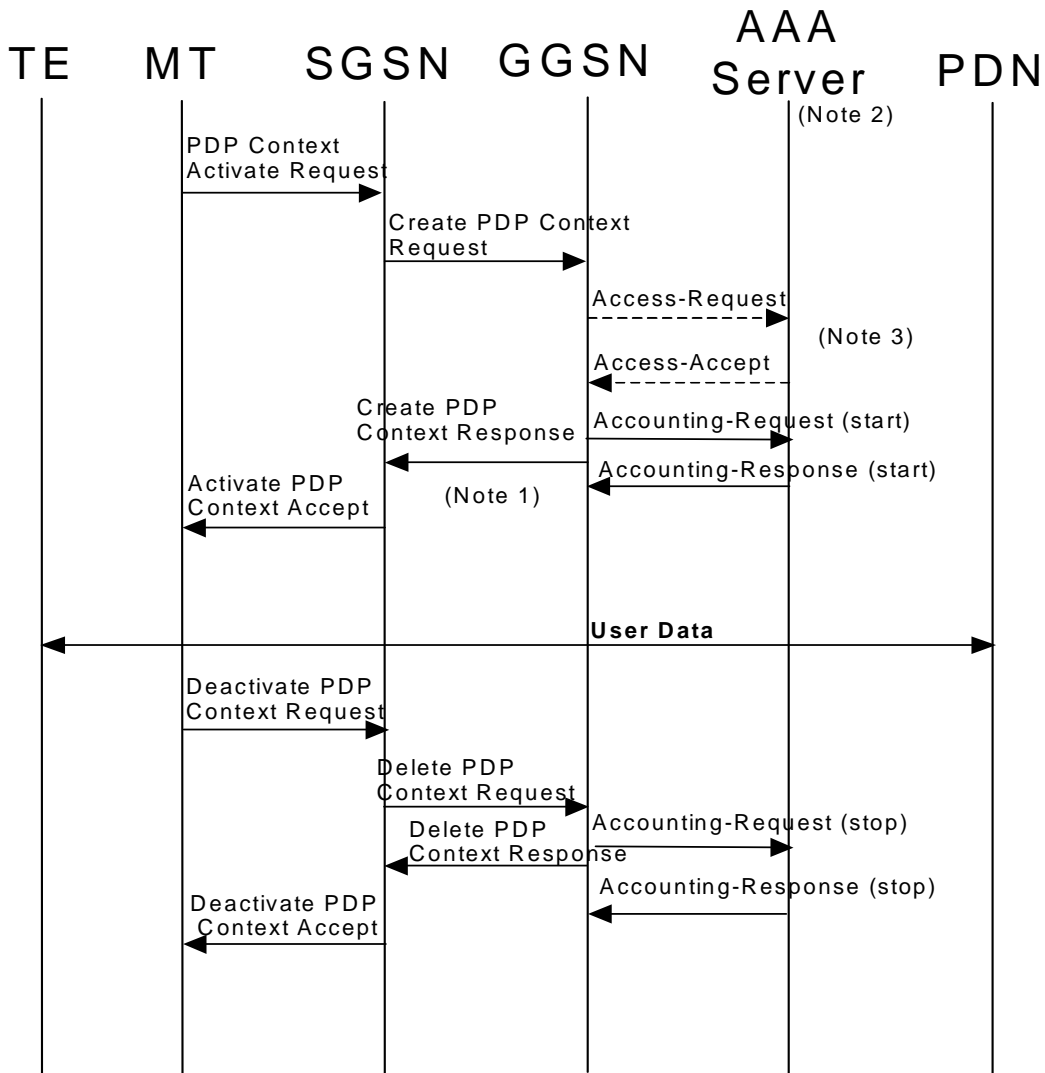 TE MT SGSN GGSN AAA Server PDN
(Note 2)
PDP Context
Activate Request
Create PDP Context
Request
Access-Request
(Note 3)
Access-Accept
Create PDP
Context Response
Accounting-Request (start)
Accounting-Response (start)
Activate PDP
Context Accept
(Note 1)
User Data
Deactivate PDP
Context Request
Delete PDP
Context Request
Accounting-Request (stop)
Delete PDP
Context Response
Accounting-Response (stop)
Deactivate PDP
Context Accept